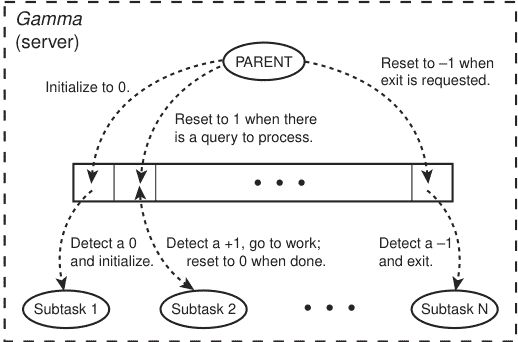 Gamma
(server)
PARENT
Initialize to 0.
Reset to 1 when there
is a query to process.
Reset to –1 when
exit is requested.
• • •
Detect a 0
and initialize.
Detect a +1, go to work;
reset to 0 when done.
Detect a –1
and exit.
Subtask 1
Subtask 2
• • •
Subtask N